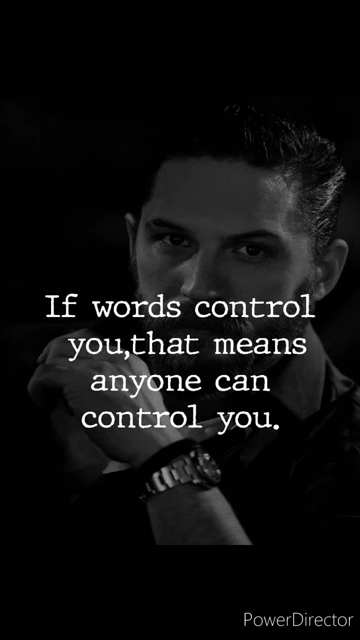 If words control
you,that means
anyone can
control you.
PowerDirector